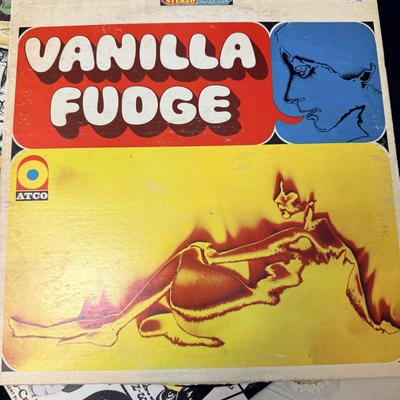 STEREO
VANILLA
FUDGE
ATCO